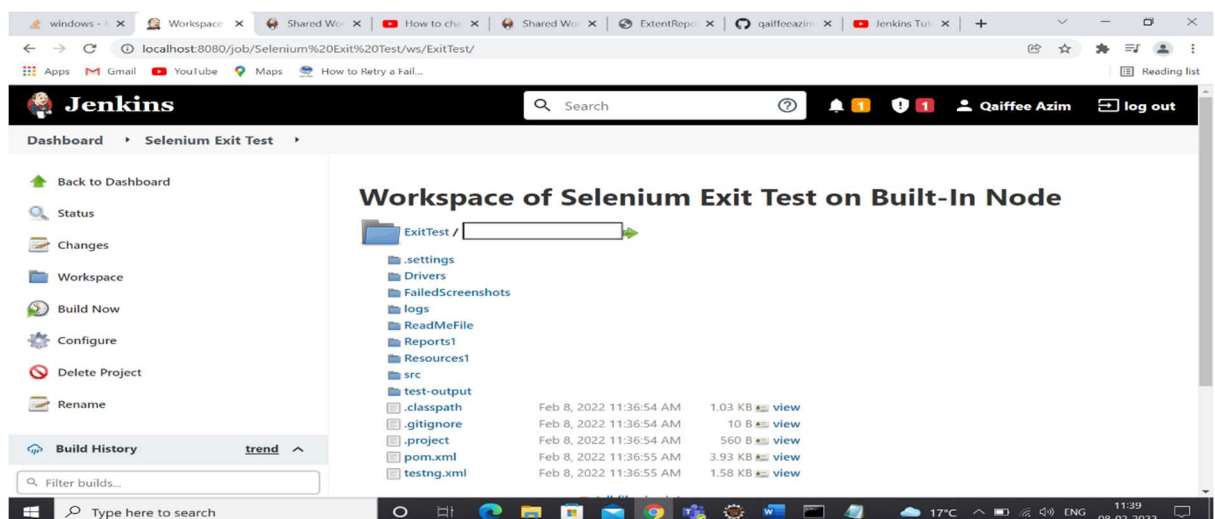 windows - Workspace Shared Wo How to cha Shared Wo ExtentRepo qaiffeeazim Jenkins Tut
localhost:8080/job/Selenium%20Exit%20Test/ws/ExitTest/
Apps Gmail YouTube Maps How to Retry a Fail... Reading list
Jenkins Search 1 1 Qaiffee Azim log out
Dashboard Selenium Exit Test
Back to Dashboard
Status
Changes
Workspace
Build Now
Configure
Delete Project
Rename
Build History trend
Filter builds...
Workspace of Selenium Exit Test on Built-In Node
ExitTest /
.settings
Drivers
FailedScreenshots
logs
ReadMeFile
Reports1
Resources1
src
test-output
.classpath Feb 8, 2022 11:36:54 AM 1.03 KB view
.gitignore Feb 8, 2022 11:36:54 AM 10 B view
.project Feb 8, 2022 11:36:54 AM 560 B view
pom.xml Feb 8, 2022 11:36:55 AM 3.93 KB view
testng.xml Feb 8, 2022 11:36:55 AM 1.58 KB view
Type here to search 17°C ENG 11:39
08-02-2022